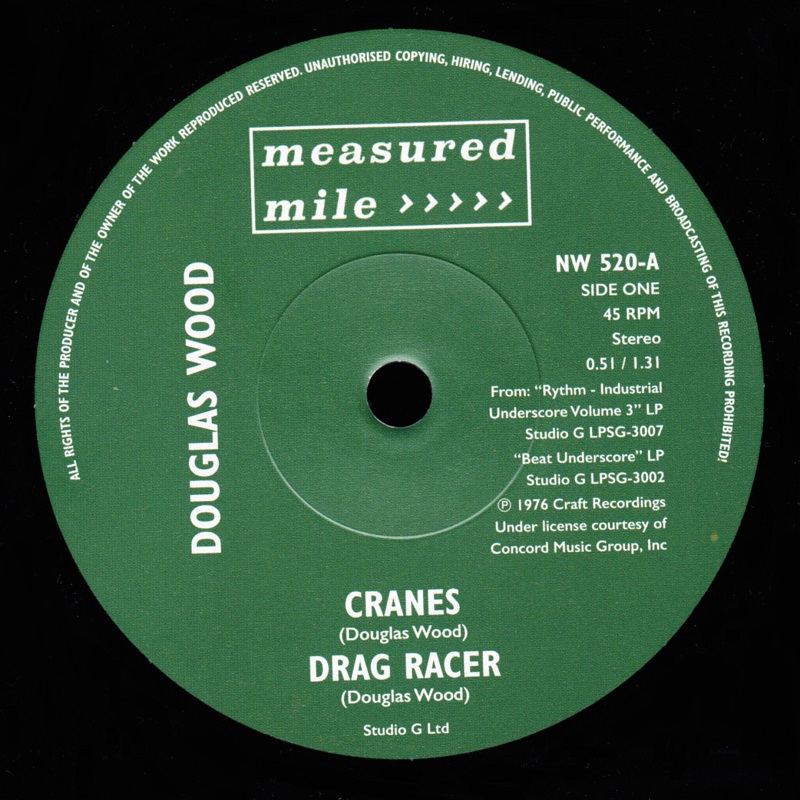 ALL RIGHTS OF THE PRODUCER AND OF THE OWNER OF THE WORK REPRODUCED RESERVED. UNAUTHORISED COPYING, HIRING, LENDING, PUBLIC PERFORMANCE AND BROADCASTING OF THIS RECORDING PROHIBITED!
measured
mile >>>>>
DOUGLAS WOOD
NW 520-A
SIDE ONE
45 RPM
Stereo
0.51 / 1.31
From: “Rythm - Industrial
Underscore Volume 3” LP
Studio G LPSG-3007
“Beat Underscore” LP
Studio G LPSG-3002
℗ 1976 Craft Recordings
Under license courtesy of
Concord Music Group, Inc
CRANES
(Douglas Wood)
DRAG RACER
(Douglas Wood)
Studio G Ltd